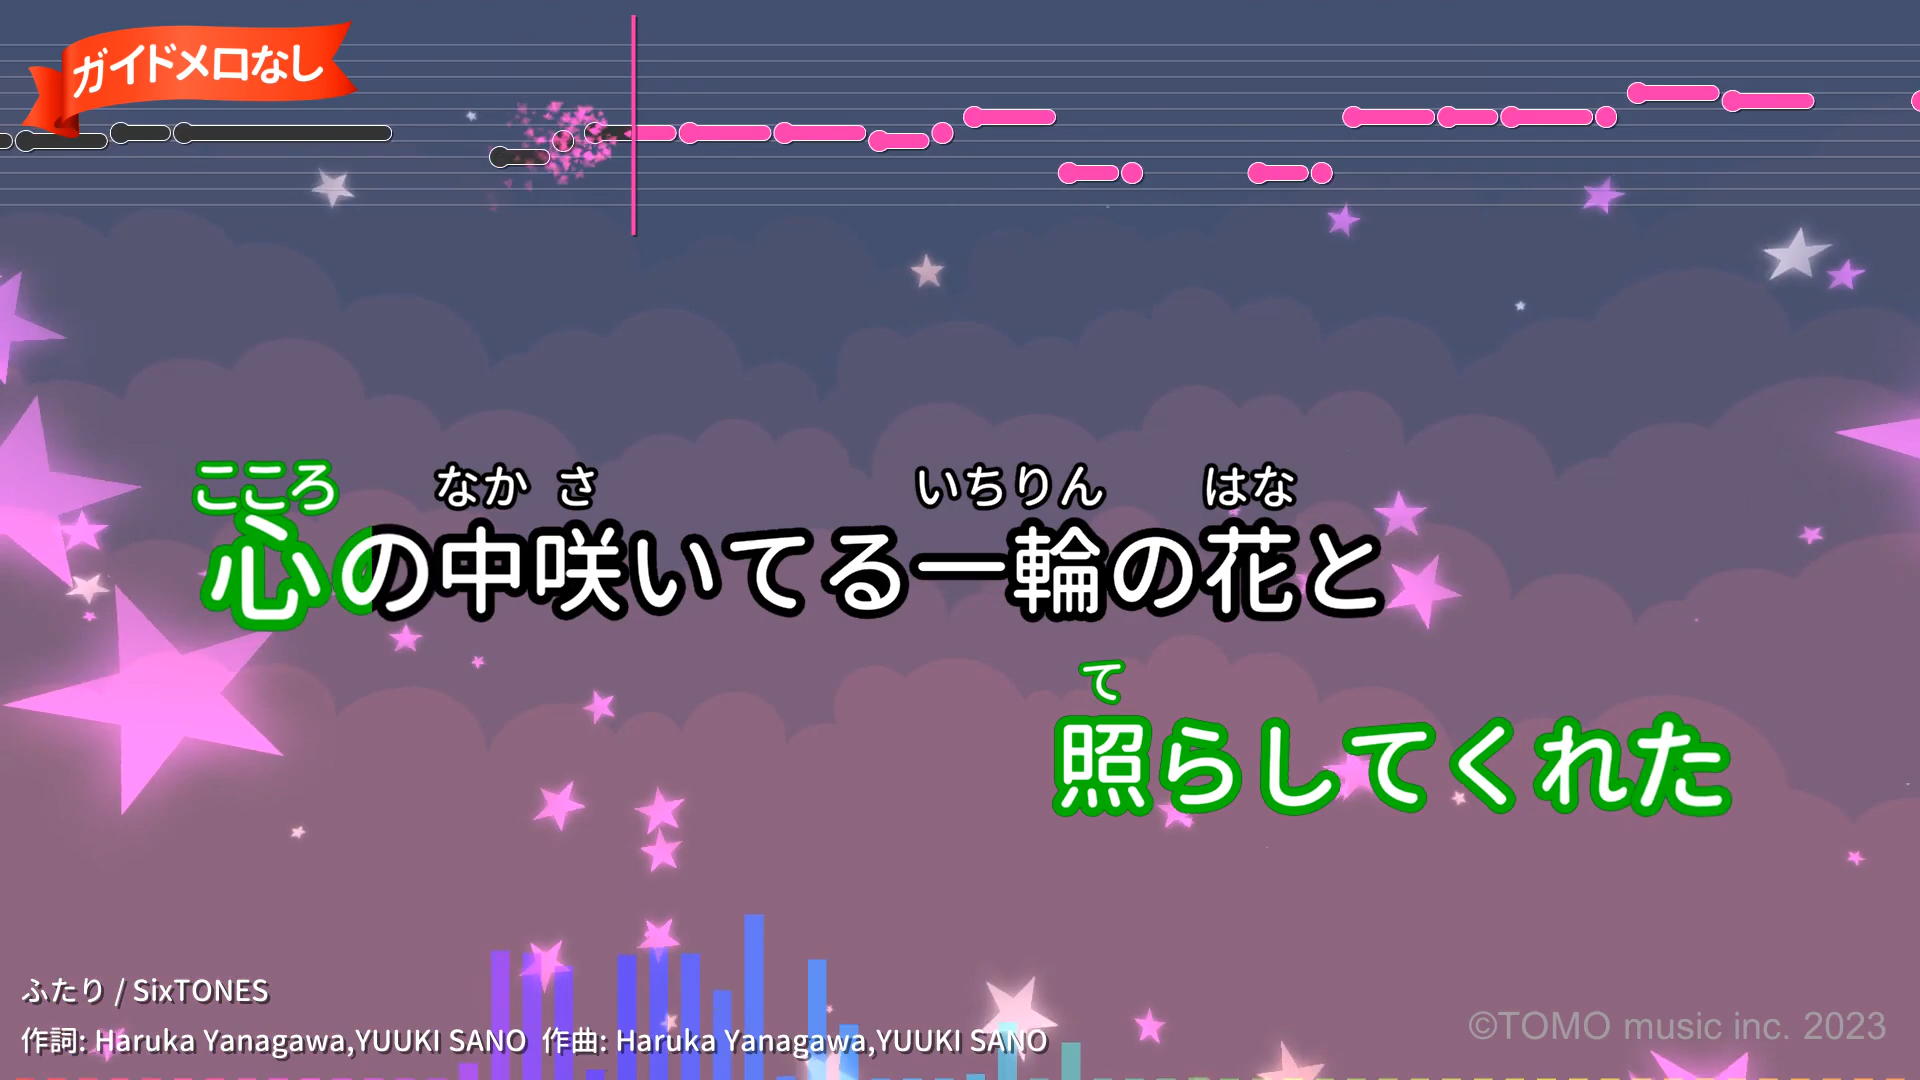 ガイドメロなし
こころ なか さ いちりん はな
心の中咲いてる一輪の花と
て
照らしてくれた
ふたり / SixTONES
作詞: Haruka Yanagawa,YUUKI SANO 作曲: Haruka Yanagawa,YUUKI SANO
©TOMO music inc. 2023